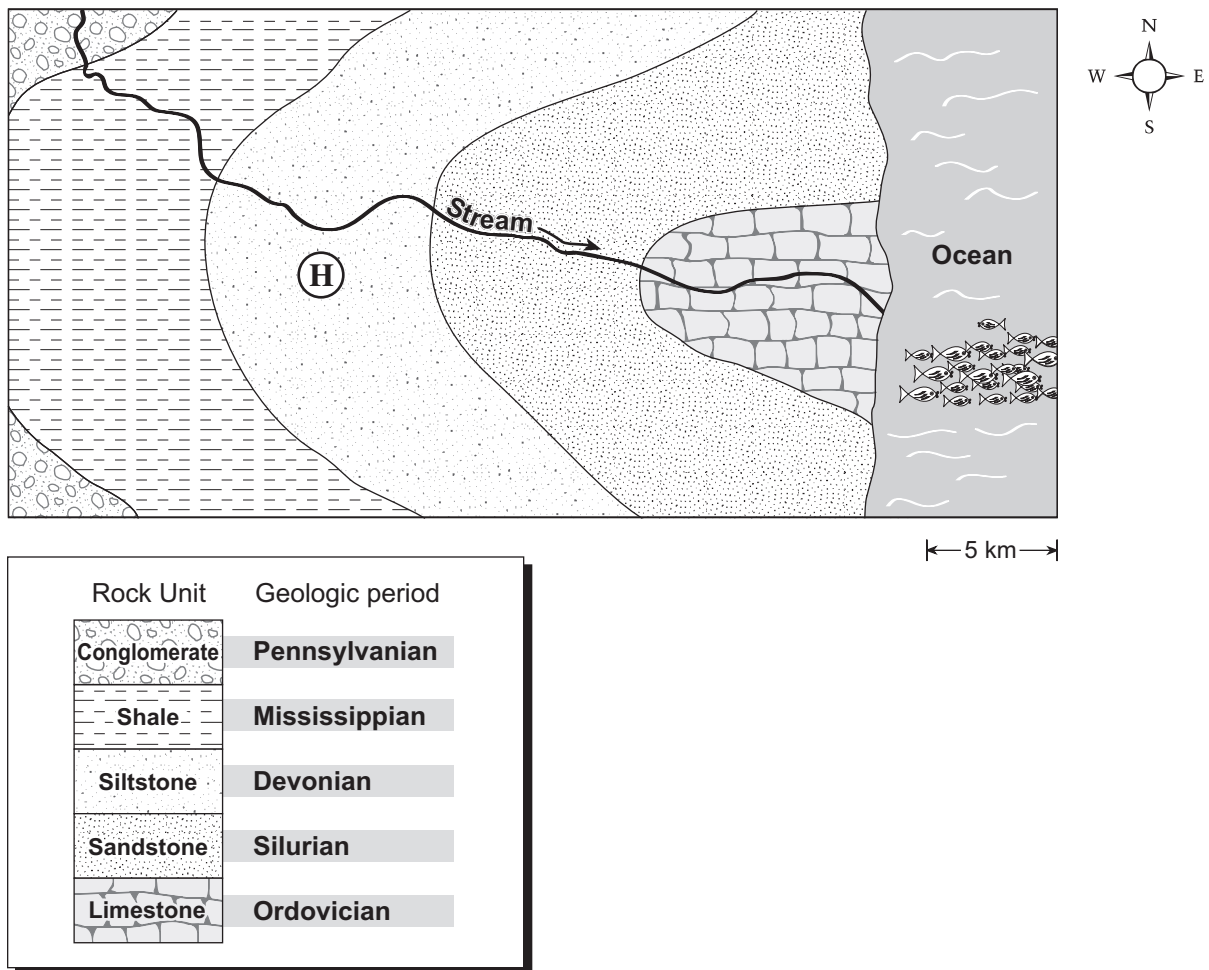 N
W E
S
Stream
Ocean
H
5 km
Rock Unit Geologic period
Conglomerate Pennsylvanian
Shale Mississippian
Siltstone Devonian
Sandstone Silurian
Limestone Ordovician